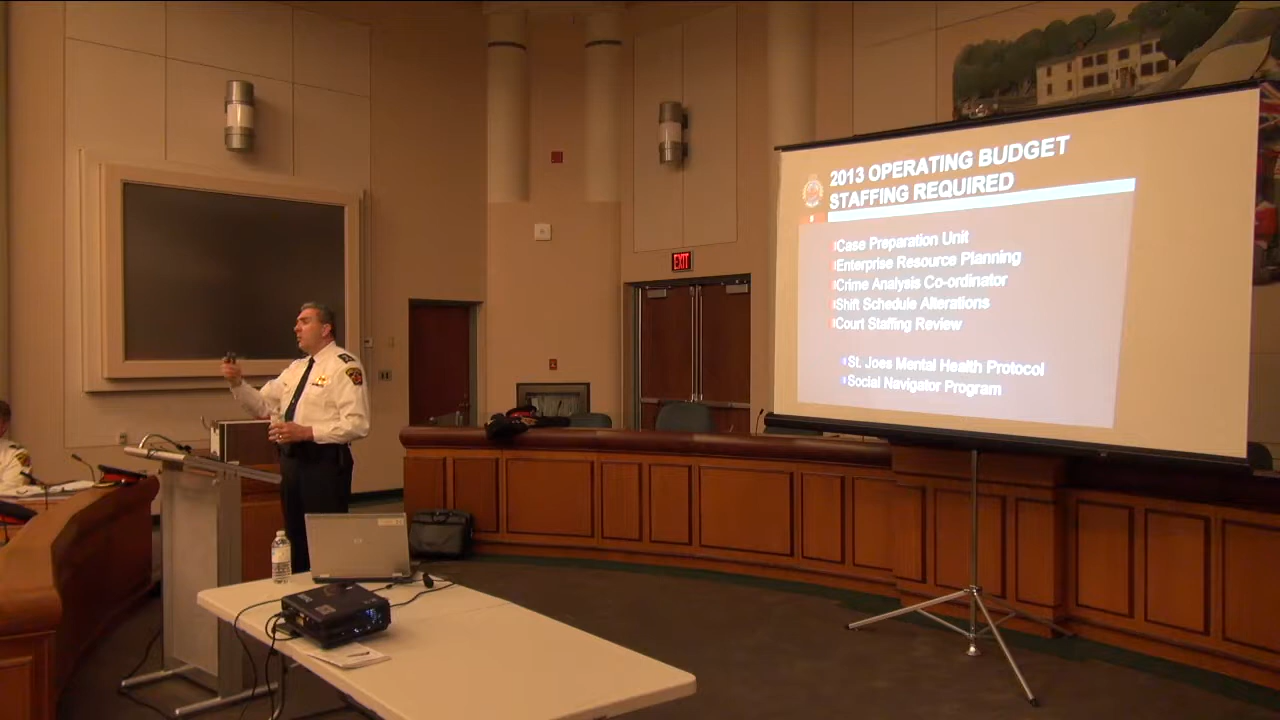 2013 OPERATING BUDGET
STAFFING REQUIRED
Case Preparation Unit
Enterprise Resource Planning
Crime Analysis Co-ordinator
Shift Schedule Alterations
Court Staffing Review
St. Joes Mental Health Protocol
Social Navigator Program
EXIT